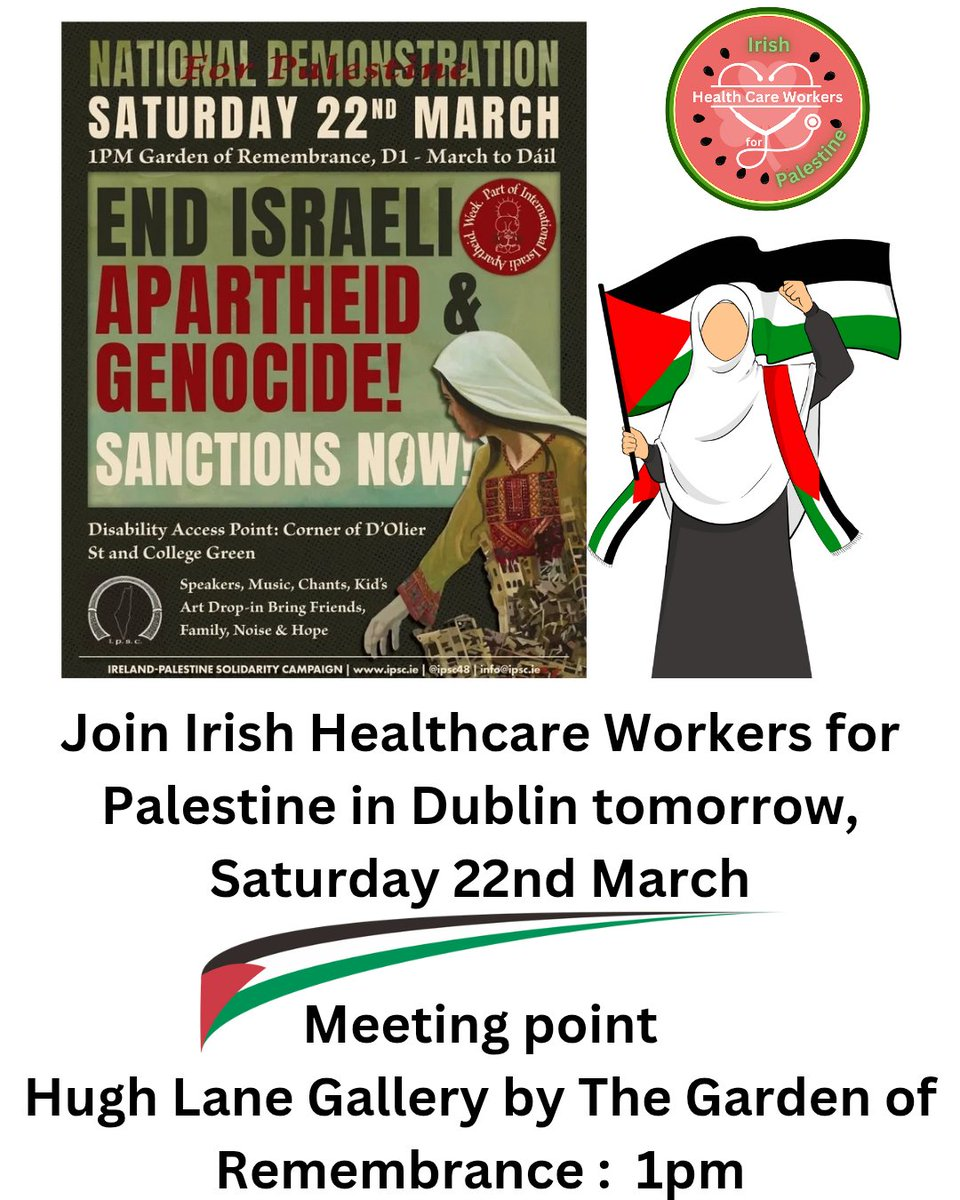 NATIONAL DEMONSTRATION
For Palestine
SATURDAY 22ND MARCH
1PM Garden of Remembrance, D1 - March to Dáil
END ISRAELI
APARTHEID &
GENOCIDE!
SANCTIONS NOW!
Part of International Israeli Apartheid Week.
Disability Access Point: Corner of D'Olier
St and College Green
Speakers, Music, Chants, Kid's
Art Drop-in Bring Friends,
Family, Noise & Hope
i.p.s.c.
IRELAND-PALESTINE SOLIDARITY CAMPAIGN | www.ipsc.ie | @ipsc48 | info@ipsc.ie
Irish
Health Care Workers
for
Palestine
Join Irish Healthcare Workers for
Palestine in Dublin tomorrow,
Saturday 22nd March
Meeting point
Hugh Lane Gallery by The Garden of
Remembrance : 1pm